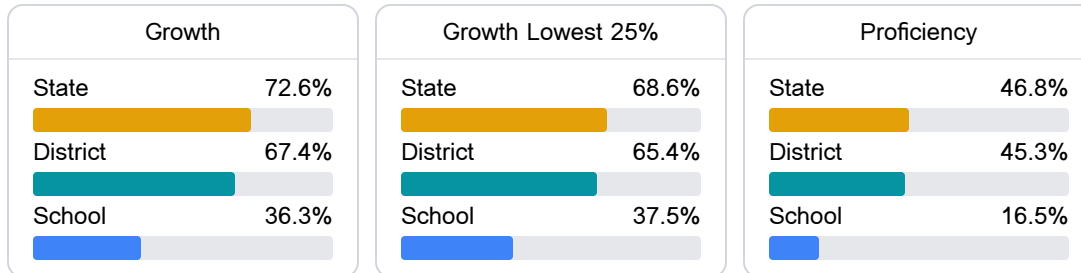 Growth
State 72.6%
District 67.4%
School 36.3%
Growth Lowest 25%
State 68.6%
District 65.4%
School 37.5%
Proficiency
State 46.8%
District 45.3%
School 16.5%